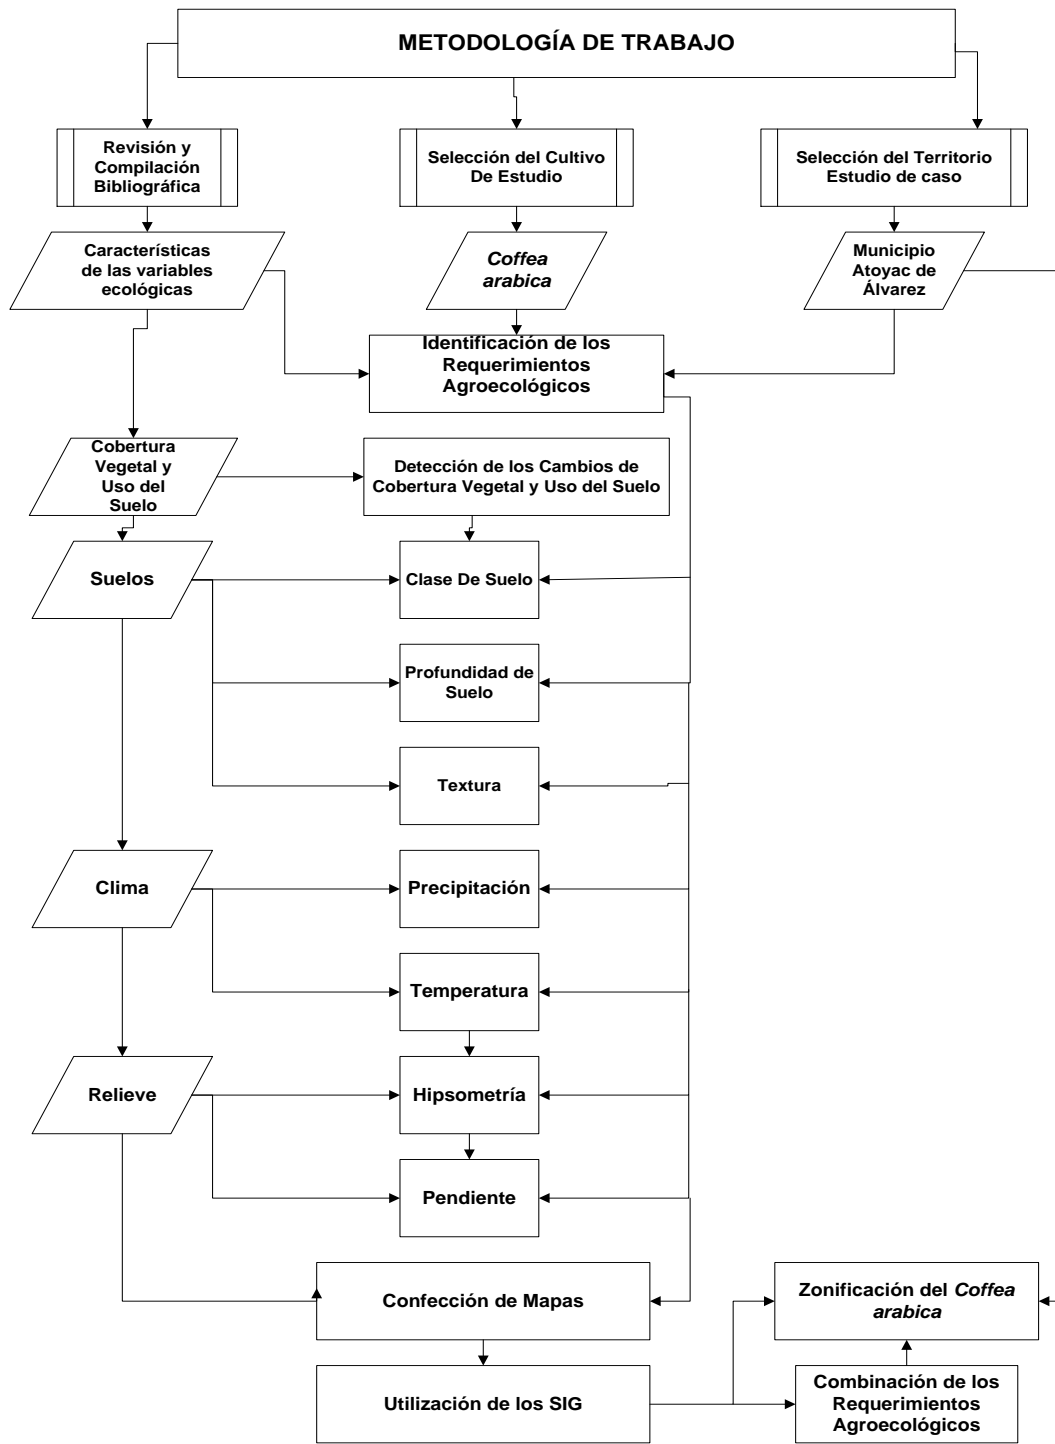 METODOLOGÍA DE TRABAJO
Revisión y
Compilación
Bibliográfica
Selección del Cultivo
De Estudio
Selección del Territorio
Estudio de caso
Características
de las variables
ecológicas
Coffea
arabica
Municipio
Atoyac de
Álvarez
Identificación de los
Requerimientos
Agroecológicos
Cobertura
Vegetal y
Uso del
Suelo
Detección de los Cambios de
Cobertura Vegetal y Uso del Suelo
Suelos
Clase De Suelo
Profundidad de
Suelo
Textura
Clima
Precipitación
Temperatura
Relieve
Hipsometría
Pendiente
Confección de Mapas
Zonificación del Coffea
arabica
Utilización de los SIG
Combinación de los
Requerimientos
Agroecológicos